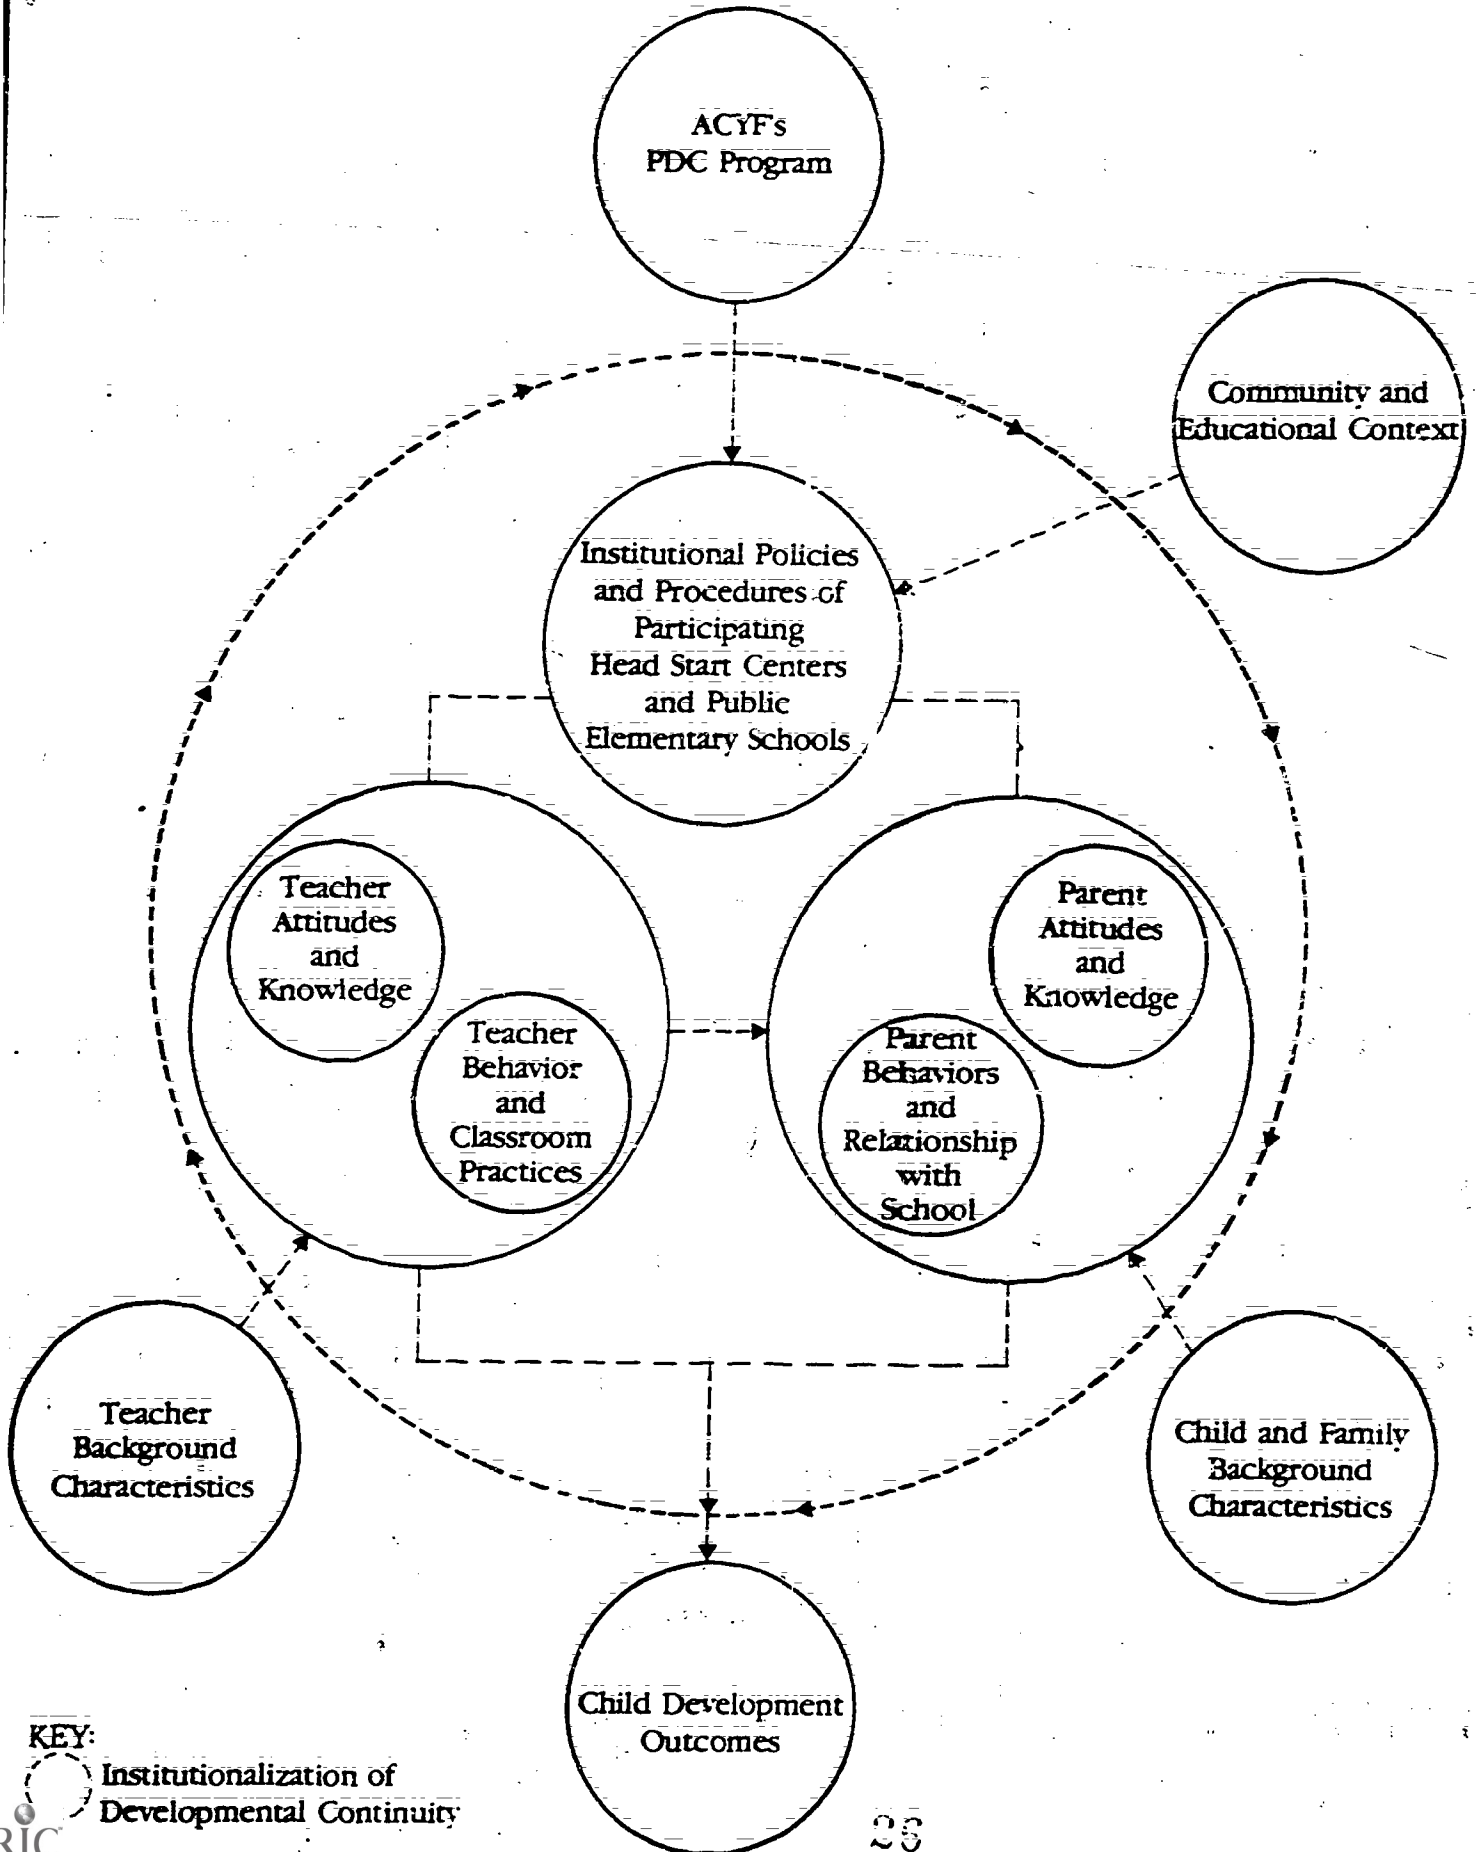 ACYF's
PDC Program
Community and
Educational Context
Institutional Policies
and Procedures of
Participating
Head Start Centers
and Public
Elementary Schools
Teacher
Attitudes
and
Knowledge
Teacher
Behavior
and
Classroom
Practices
Parent
Attitudes
and
Knowledge
Parent
Behaviors
and
Relationship
with
School
Teacher
Background
Characteristics
Child and Family
Background
Characteristics
Child Development
Outcomes
KEY:
Institutionalization of
Developmental Continuity
RIC
26